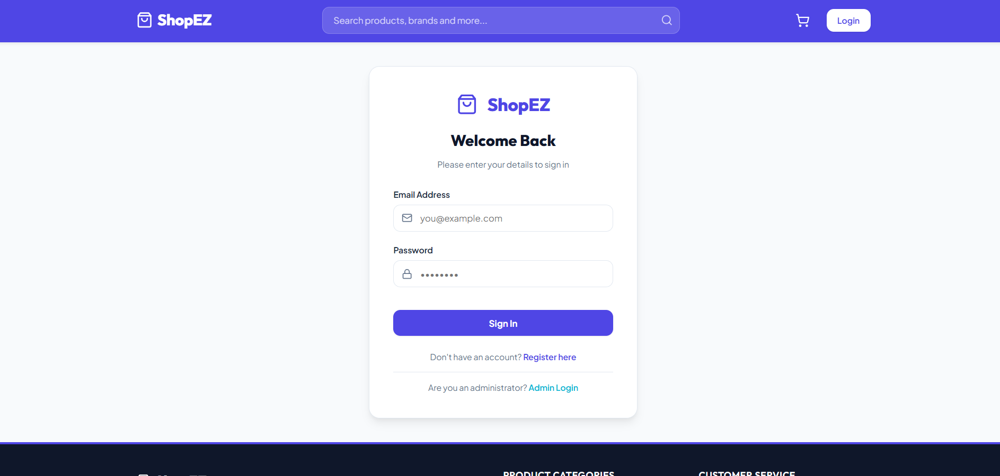 ShopEZ
Search products, brands and more...
Login
ShopEZ
Welcome Back
Please enter your details to sign in
Email Address
you@example.com
Password
••••••••
Sign In
Don't have an account? Register here
Are you an administrator? Admin Login
PRODUCT CATEGORIES
CUSTOMER SERVICE